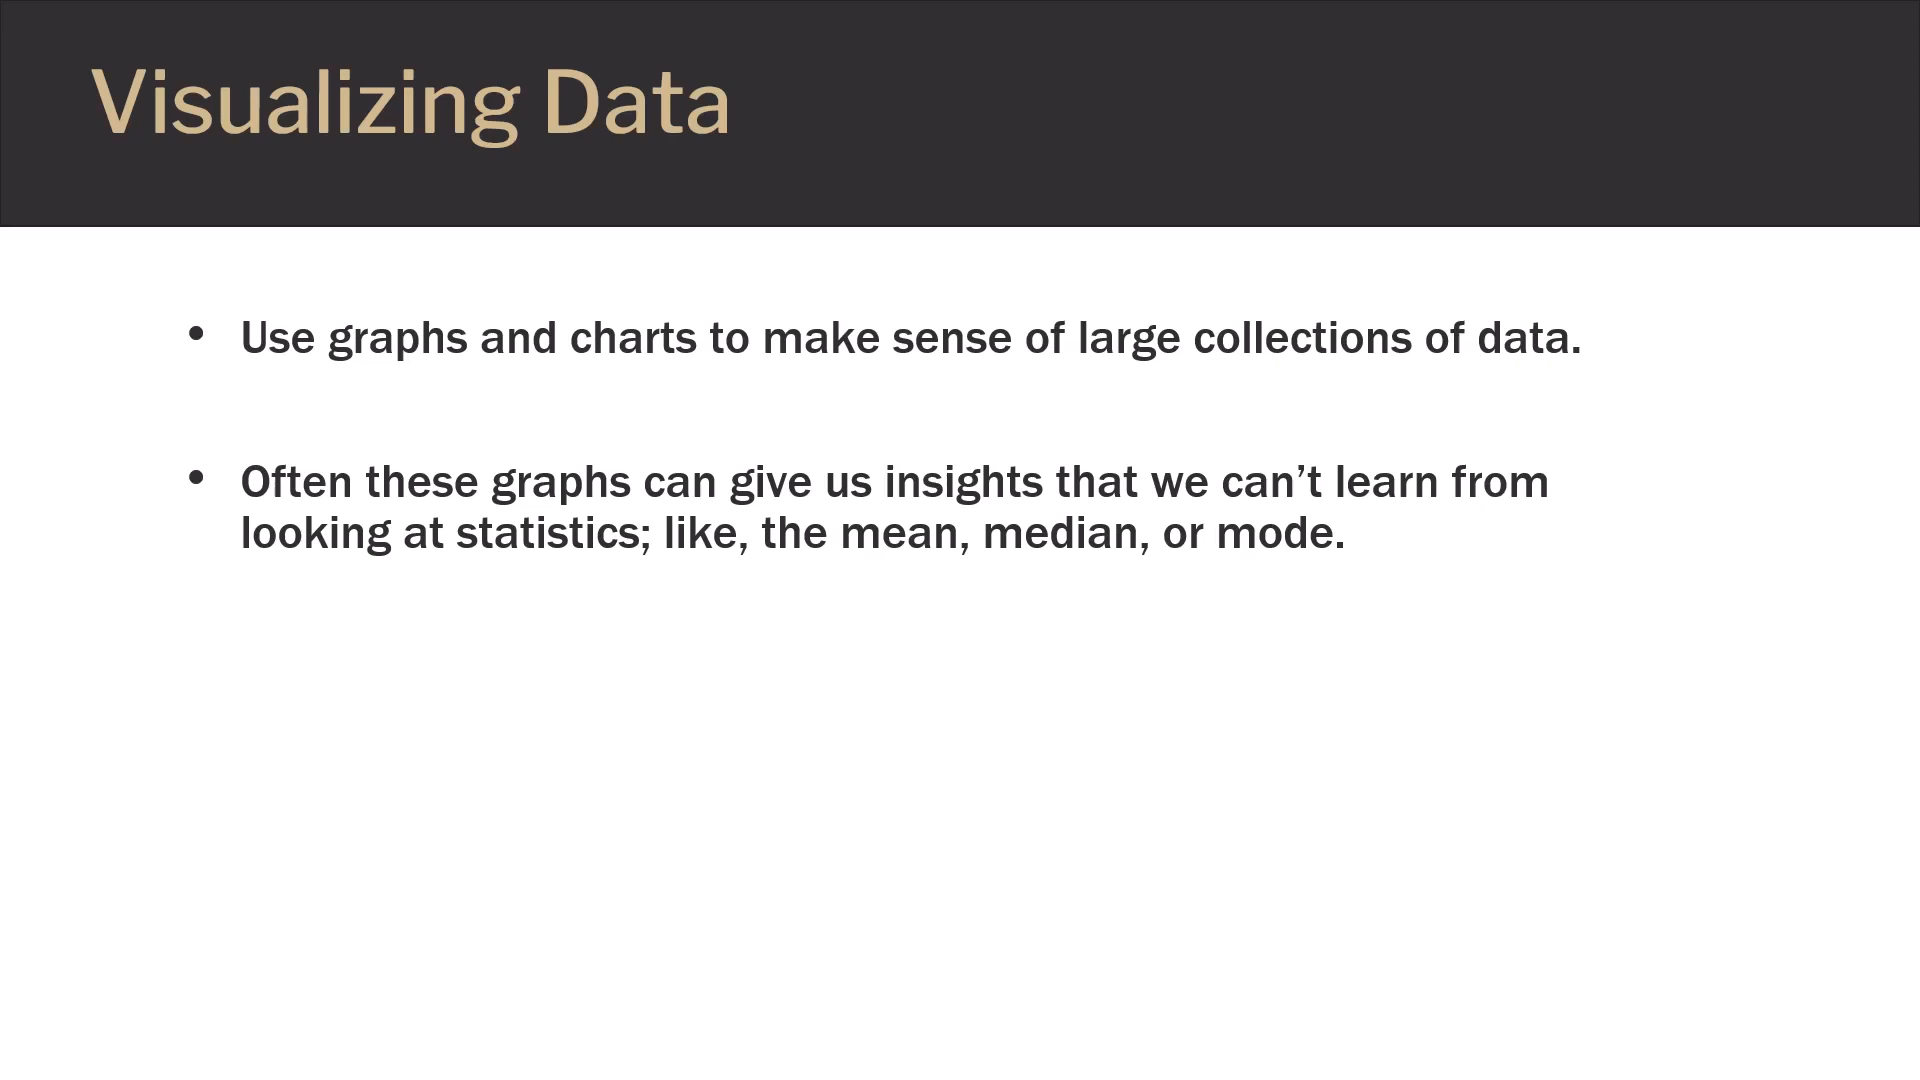 Visualizing Data
• Use graphs and charts to make sense of large collections of data.
• Often these graphs can give us insights that we can’t learn from
looking at statistics; like, the mean, median, or mode.